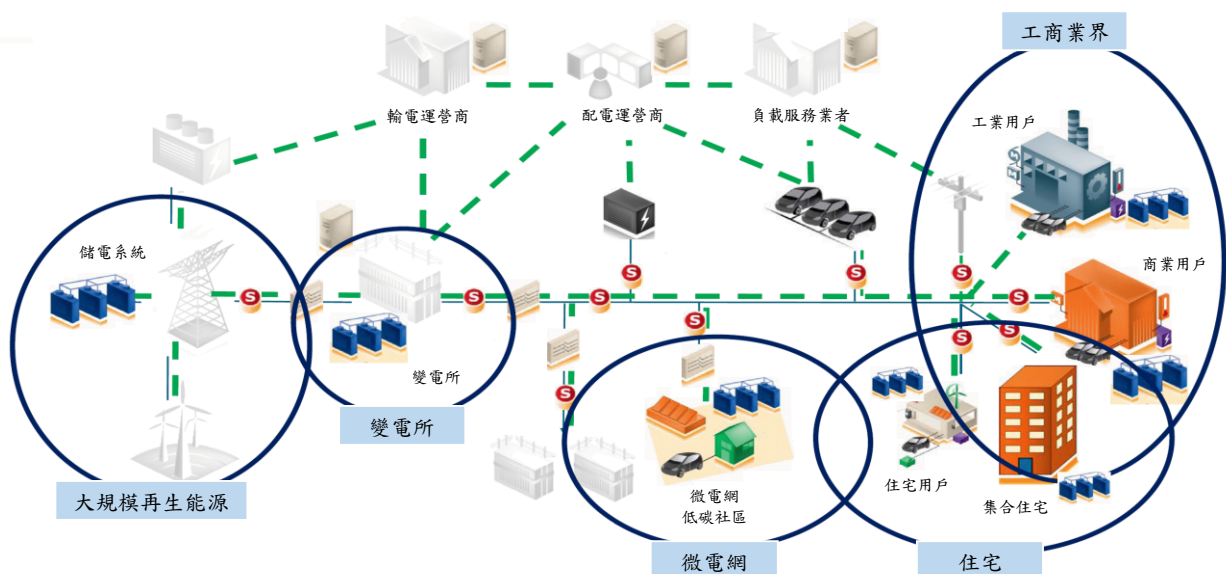 工商業界
輸電運營商
配電運營商
負載服務業者
工業用戶
儲電系統
商業用戶
S
S
S
S
S
S
S
變電所
S
S
S
S
變電所
微電網
低碳社區
住宅用戶
集合住宅
大規模再生能源
微電網
住宅